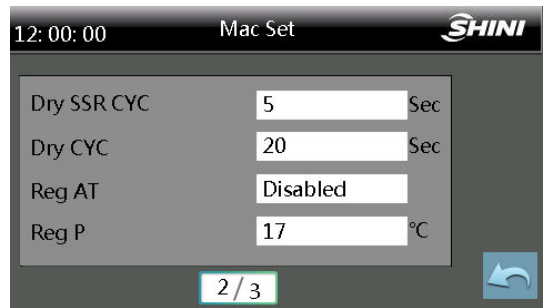 12: 00: 00 Mac Set SHINI
Dry SSR CYC 5 Sec
Dry CYC 20 Sec
Reg AT Disabled
Reg P 17 °C
2 / 3